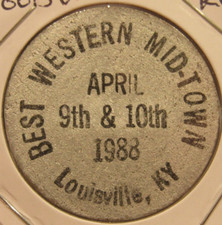 BEST WESTERN MID-TOWN
APRIL
9th & 10th
1988
Louisville, KY